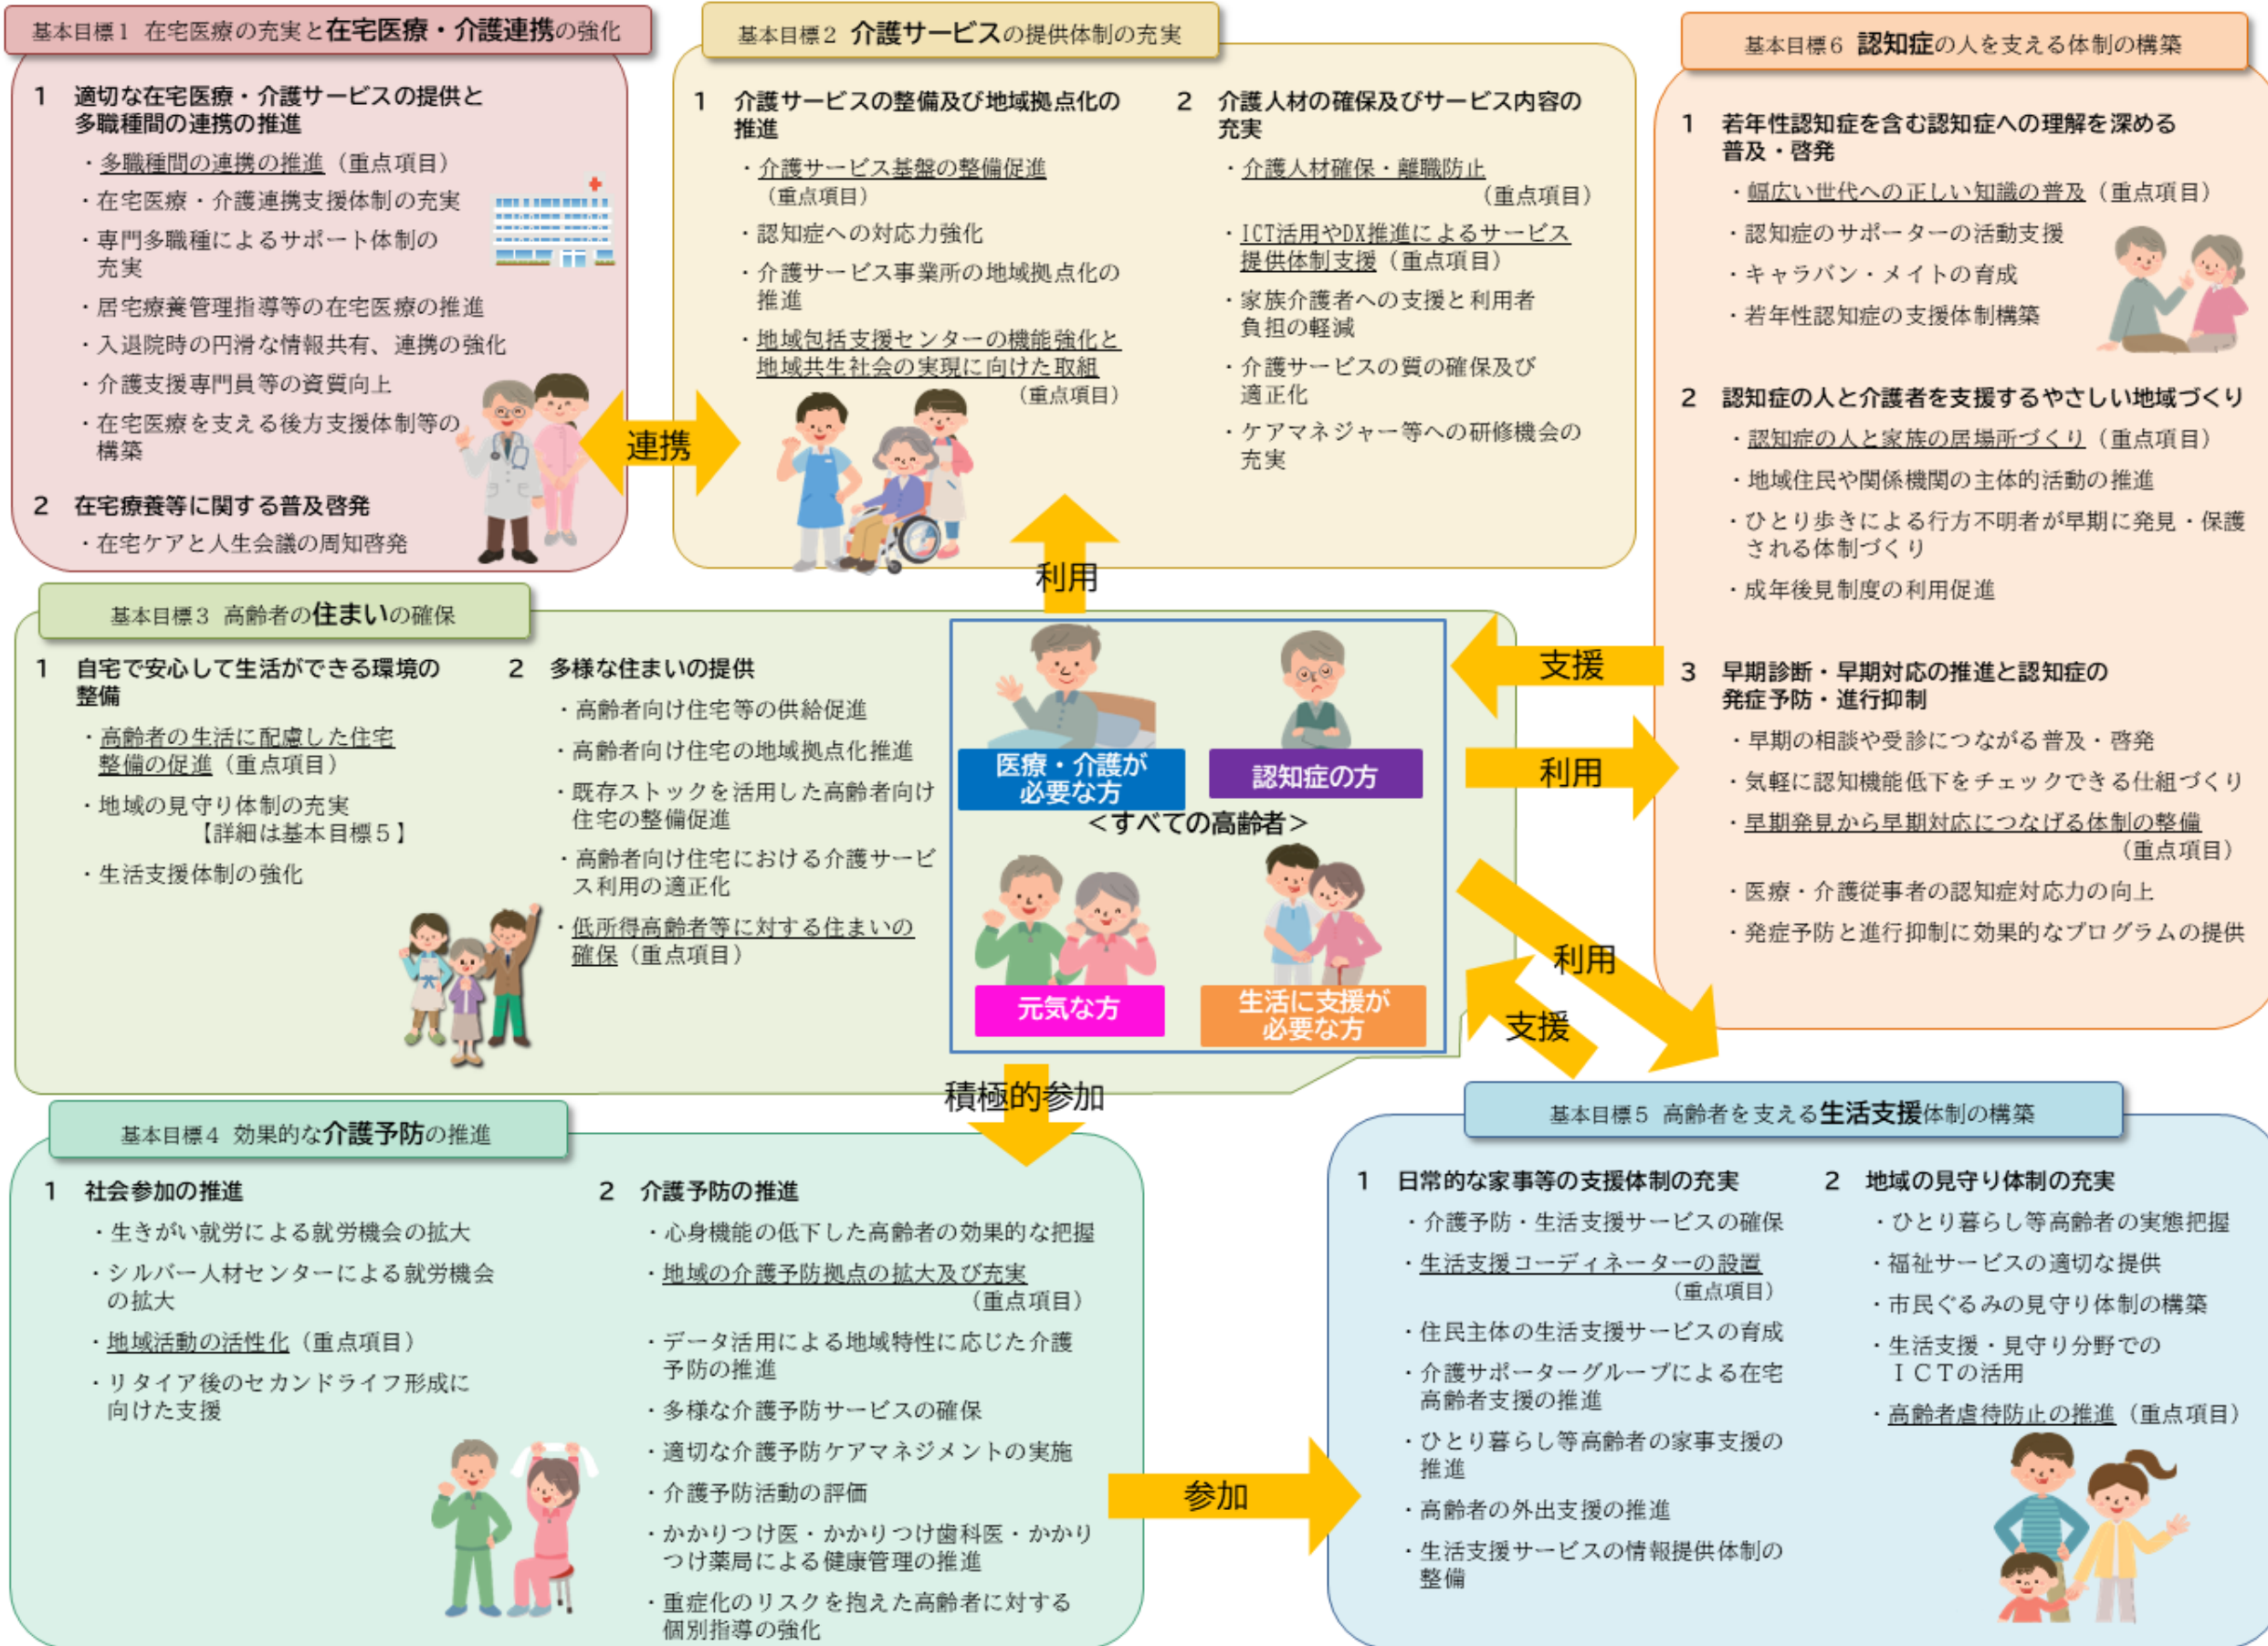 基本目標1 在宅医療の充実と在宅医療・介護連携の強化
1 適切な在宅医療・介護サービスの提供と
多職種間の連携の推進
・多職種間の連携の推進（重点項目）
・在宅医療・介護連携支援体制の充実
・専門多職種によるサポート体制の
充実
・居宅療養管理指導等の在宅医療の推進
・入退院時の円滑な情報共有、連携の強化
・介護支援専門員等の資質向上
・在宅医療を支える後方支援体制等の
構築
2 在宅療養等に関する普及啓発
・在宅ケアと人生会議の周知啓発
連携
基本目標2 介護サービスの提供体制の充実
1 介護サービスの整備及び地域拠点化の
推進
・介護サービス基盤の整備促進
（重点項目）
・認知症への対応力強化
・介護サービス事業所の地域拠点化の
推進
・地域包括支援センターの機能強化と
地域共生社会の実現に向けた取組
（重点項目）
2 介護人材の確保及びサービス内容の
充実
・介護人材確保・離職防止
（重点項目）
・ICT活用やDX推進によるサービス
提供体制支援（重点項目）
・家族介護者への支援と利用者
負担の軽減
・介護サービスの質の確保及び
適正化
・ケアマネジャー等への研修機会の
充実
利用
基本目標6 認知症の人を支える体制の構築
1 若年性認知症を含む認知症への理解を深める
普及・啓発
・幅広い世代への正しい知識の普及（重点項目）
・認知症のサポーターの活動支援
・キャラバン・メイトの育成
・若年性認知症の支援体制構築
2 認知症の人と介護者を支援するやさしい地域づくり
・認知症の人と家族の居場所づくり（重点項目）
・地域住民や関係機関の主体的活動の推進
・ひとり歩きによる行方不明者が早期に発見・保護
される体制づくり
・成年後見制度の利用促進
3 早期診断・早期対応の推進と認知症の
発症予防・進行抑制
・早期の相談や受診につながる普及・啓発
・気軽に認知機能低下をチェックできる仕組づくり
・早期発見から早期対応につなげる体制の整備
（重点項目）
・医療・介護従事者の認知症対応力の向上
・発症予防と進行抑制に効果的なプログラムの提供
基本目標3 高齢者の住まいの確保
1 自宅で安心して生活ができる環境の
整備
・高齢者の生活に配慮した住宅
整備の促進（重点項目）
・地域の見守り体制の充実
【詳細は基本目標5】
・生活支援体制の強化
2 多様な住まいの提供
・高齢者向け住宅等の供給促進
・高齢者向け住宅の地域拠点化推進
・既存ストックを活用した高齢者向け
住宅の整備促進
・高齢者向け住宅における介護サービ
ス利用の適正化
・低所得高齢者等に対する住まいの
確保（重点項目）
医療・介護が
必要な方
認知症の方
＜すべての高齢者＞
元気な方
生活に支援が
必要な方
支援
利用
利用
支援
積極的参加
基本目標4 効果的な介護予防の推進
1 社会参加の推進
・生きがい就労による就労機会の拡大
・シルバー人材センターによる就労機会
の拡大
・地域活動の活性化（重点項目）
・リタイア後のセカンドライフ形成に
向けた支援
2 介護予防の推進
・心身機能の低下した高齢者の効果的な把握
・地域の介護予防拠点の拡大及び充実
（重点項目）
・データ活用による地域特性に応じた介護
予防の推進
・多様な介護予防サービスの確保
・適切な介護予防ケアマネジメントの実施
・介護予防活動の評価
・かかりつけ医・かかりつけ歯科医・かかり
つけ薬局による健康管理の推進
・重症化のリスクを抱えた高齢者に対する
個別指導の強化
参加
基本目標5 高齢者を支える生活支援体制の構築
1 日常的な家事等の支援体制の充実
・介護予防・生活支援サービスの確保
・生活支援コーディネーターの設置
（重点項目）
・住民主体の生活支援サービスの育成
・介護サポーターグループによる在宅
高齢者支援の推進
・ひとり暮らし等高齢者の家事支援の
推進
・高齢者の外出支援の推進
・生活支援サービスの情報提供体制の
整備
2 地域の見守り体制の充実
・ひとり暮らし等高齢者の実態把握
・福祉サービスの適切な提供
・市民ぐるみの見守り体制の構築
・生活支援・見守り分野での
ＩＣＴの活用
・高齢者虐待防止の推進（重点項目）